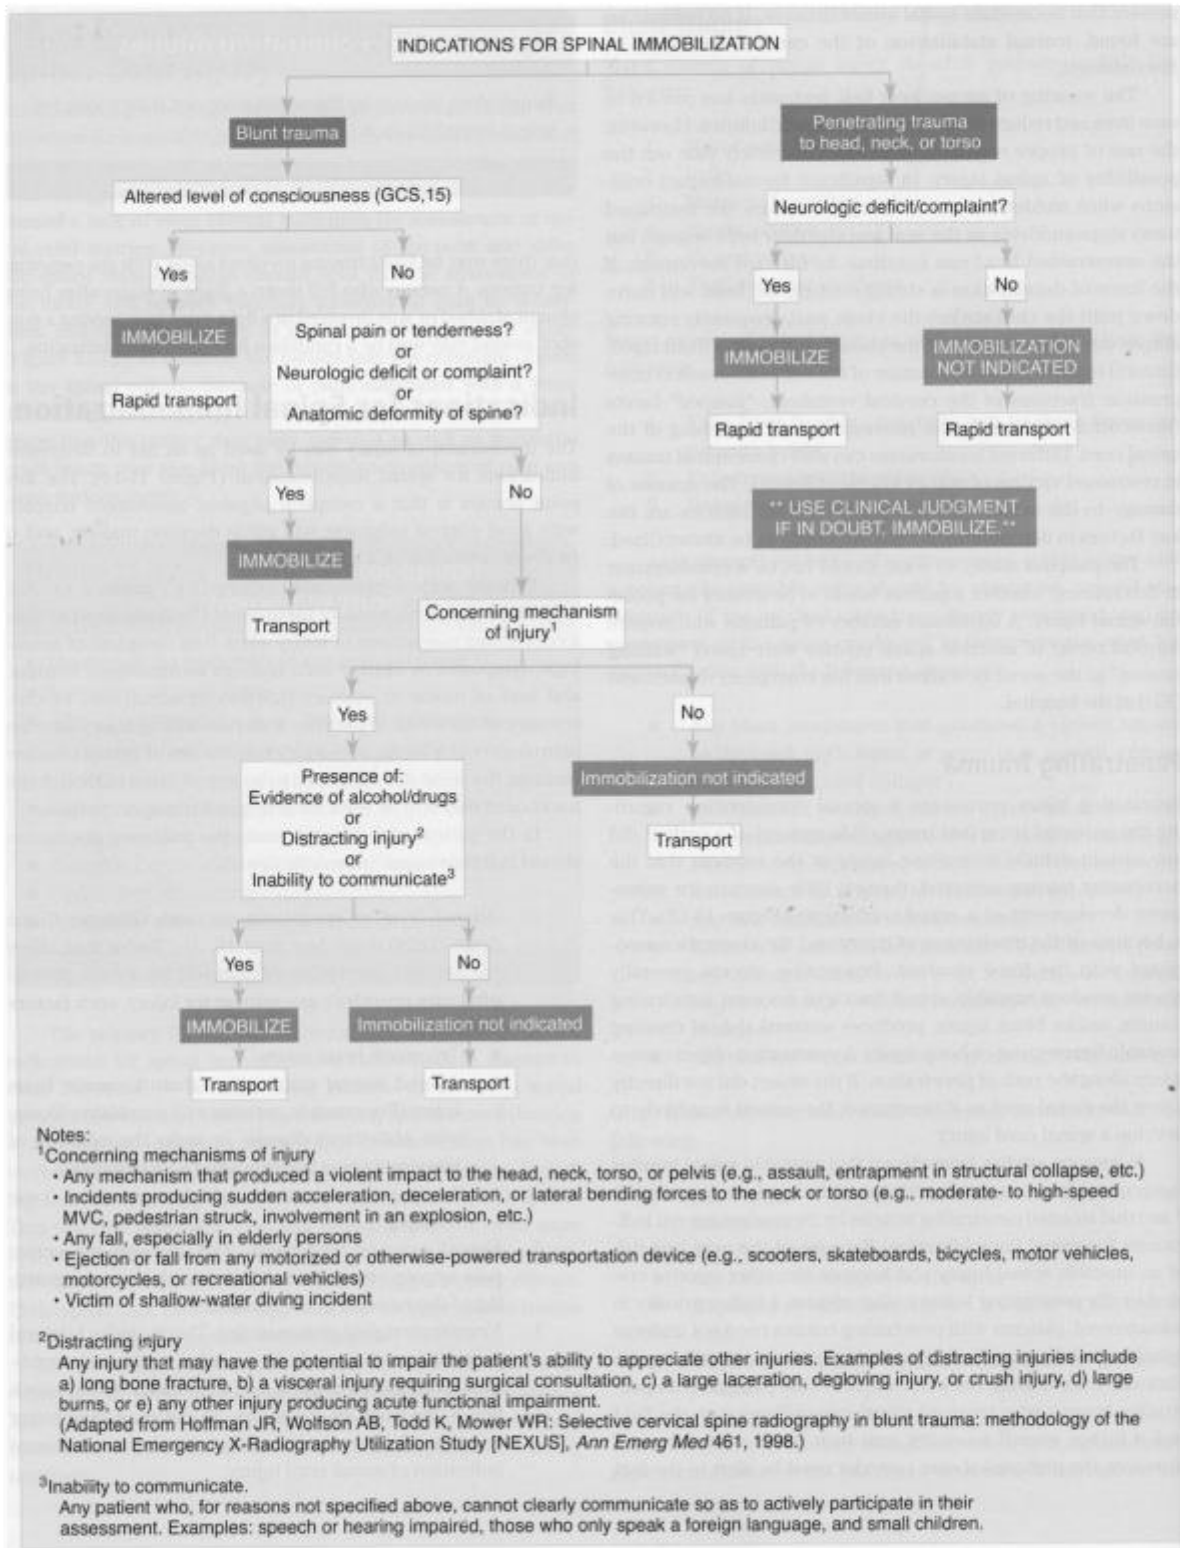 INDICATIONS FOR SPINAL IMMOBILIZATION
Blunt trauma
Altered level of consciousness (GCS,15)
Yes
No
IMMOBILIZE
Rapid transport
Spinal pain or tenderness?
or
Neurologic deficit or complaint?
or
Anatomic deformity of spine?
Yes
No
IMMOBILIZE
Transport
Concerning mechanism
of injury1
Yes
No
Presence of:
Evidence of alcohol/drugs
or
Distracting injury2
or
Inability to communicate3
Immobilization not indicated
Transport
Yes
No
IMMOBILIZE
Immobilization not indicated
Transport
Transport
Penetrating trauma
to head, neck, or torso
Neurologic deficit/complaint?
Yes
No
IMMOBILIZE
IMMOBILIZATION
NOT INDICATED
Rapid transport
Rapid transport
** USE CLINICAL JUDGMENT.
IF IN DOUBT, IMMOBILIZE.**
Notes:
1Concerning mechanisms of injury
• Any mechanism that produced a violent impact to the head, neck, torso, or pelvis (e.g., assault, entrapment in structural collapse, etc.)
• Incidents producing sudden acceleration, deceleration, or lateral bending forces to the neck or torso (e.g., moderate- to high-speed
MVC, pedestrian struck, involvement in an explosion, etc.)
• Any fall, especially in elderly persons
• Ejection or fall from any motorized or otherwise-powered transportation device (e.g., scooters, skateboards, bicycles, motor vehicles,
motorcycles, or recreational vehicles)
• Victim of shallow-water diving incident
2Distracting injury
Any injury that may have the potential to impair the patient's ability to appreciate other injuries. Examples of distracting injuries include
a) long bone fracture, b) a visceral injury requiring surgical consultation, c) a large laceration, degloving injury, or crush injury, d) large
burns, or e) any other injury producing acute functional impairment.
(Adapted from Hoffman JR, Wolfson AB, Todd K, Mower WR: Selective cervical spine radiography in blunt trauma: methodology of the
National Emergency X-Radiography Utilization Study [NEXUS], Ann Emerg Med 461, 1998.)
3Inability to communicate.
Any patient who, for reasons not specified above, cannot clearly communicate so as to actively participate in their
assessment. Examples: speech or hearing impaired, those who only speak a foreign language, and small children.